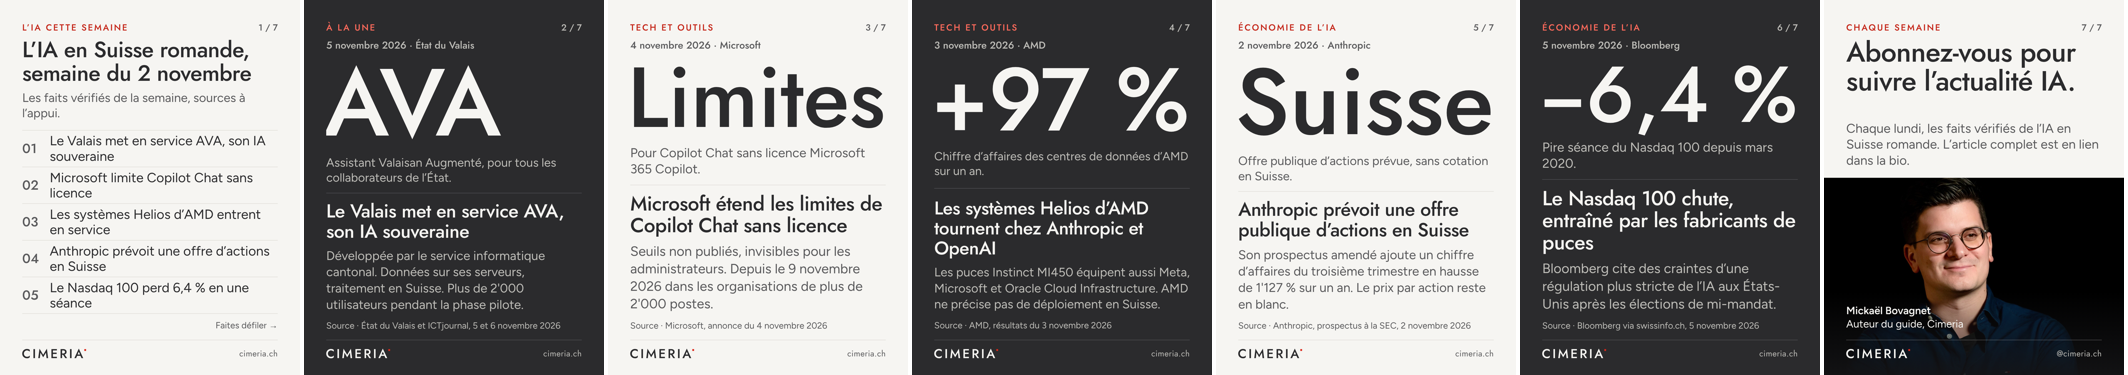 L'IA CETTE SEMAINE
1 / 7
L'IA en Suisse romande,
semaine du 2 novembre
Les faits vérifiés de la semaine, sources à
l'appui.
01 Le Valais met en service AVA, son IA
souveraine
02 Microsoft limite Copilot Chat sans
licence
03 Les systèmes Helios d'AMD entrent
en service
04 Anthropic prévoit une offre d'actions
en Suisse
05 Le Nasdaq 100 perd 6,4 % en une
séance
Faites défiler →
CIMERIA
cimeria.ch
À LA UNE
2 / 7
5 novembre 2026 · État du Valais
AVA
Assistant Valaisan Augmenté, pour tous les
collaborateurs de l'État.
Le Valais met en service AVA,
son IA souveraine
Développée par le service informatique
cantonal. Données sur ses serveurs,
traitement en Suisse. Plus de 2'000
utilisateurs pendant la phase pilote.
Source · État du Valais et ICTjournal, 5 et 6 novembre 2026
CIMERIA
cimeria.ch
TECH ET OUTILS
3 / 7
4 novembre 2026 · Microsoft
Limites
Pour Copilot Chat sans licence Microsoft
365 Copilot.
Microsoft étend les limites de
Copilot Chat sans licence
Seuils non publiés, invisibles pour les
administrateurs. Depuis le 9 novembre
2026 dans les organisations de plus de
2'000 postes.
Source · Microsoft, annonce du 4 novembre 2026
CIMERIA
cimeria.ch
TECH ET OUTILS
4 / 7
3 novembre 2026 · AMD
+97 %
Chiffre d'affaires des centres de données d'AMD
sur un an.
Les systèmes Helios d'AMD
tournent chez Anthropic et
OpenAI
Les puces Instinct MI450 équipent aussi Meta,
Microsoft et Oracle Cloud Infrastructure. AMD
ne précise pas de déploiement en Suisse.
Source · AMD, résultats du 3 novembre 2026
CIMERIA
cimeria.ch
ÉCONOMIE DE L'IA
5 / 7
2 novembre 2026 · Anthropic
Suisse
Offre publique d'actions prévue, sans cotation
en Suisse.
Anthropic prévoit une offre
publique d'actions en Suisse
Son prospectus amendé ajoute un chiffre
d'affaires du troisième trimestre en hausse
de 1'127 % sur un an. Le prix par action reste
en blanc.
Source · Anthropic, prospectus à la SEC, 2 novembre 2026
CIMERIA
cimeria.ch
ÉCONOMIE DE L'IA
6 / 7
5 novembre 2026 · Bloomberg
−6,4 %
Pire séance du Nasdaq 100 depuis mars
2020.
Le Nasdaq 100 chute,
entraîné par les fabricants de
puces
Bloomberg cite des craintes d'une
régulation plus stricte de l'IA aux États-
Unis après les élections de mi-mandat.
Source · Bloomberg via swissinfo.ch, 5 novembre 2026
CIMERIA
cimeria.ch
CHAQUE SEMAINE
7 / 7
Abonnez-vous pour
suivre l'actualité IA.
Chaque lundi, les faits vérifiés de l'IA en
Suisse romande. L'article complet est en lien
dans la bio.
Mickaël Bovagnet
Auteur du guide, Cimeria
CIMERIA
@cimeria.ch